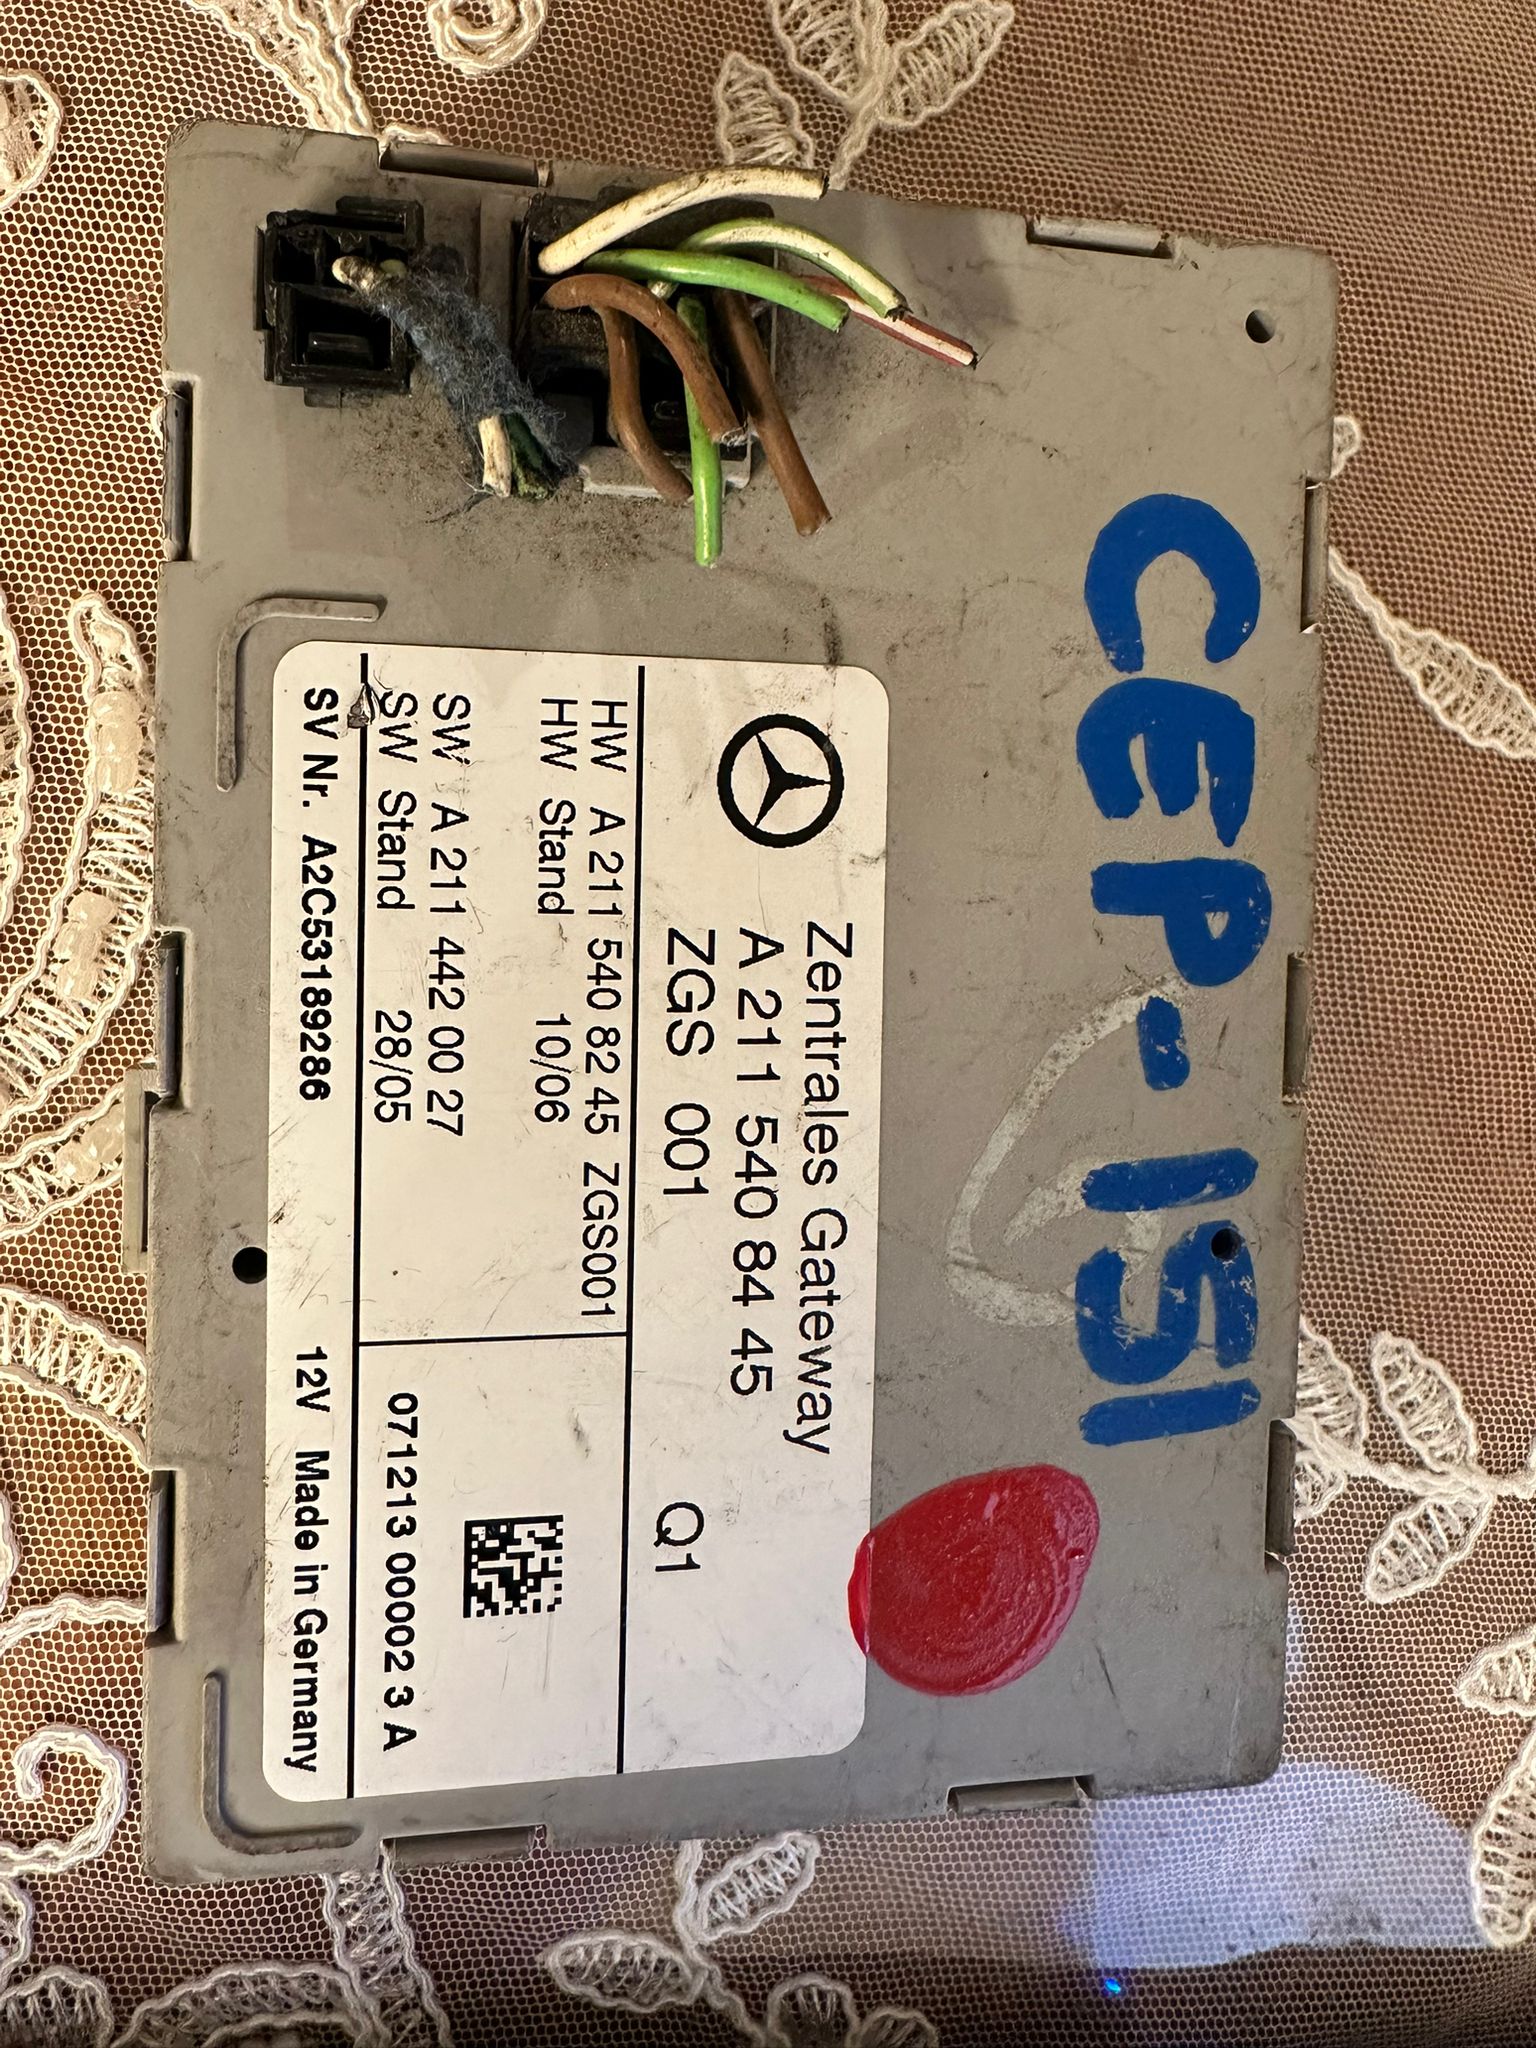 CEP-ISI
Zentrales Gateway
A 211 540 84 45
ZGS 001 Q1
HW A 211 540 82 45 ZGS001
HW Stand 10/06
SW A 211 442 00 27
SW Stand 28/05
071213 00002 3 A
SV Nr. A2C53189286 12V Made in Germany